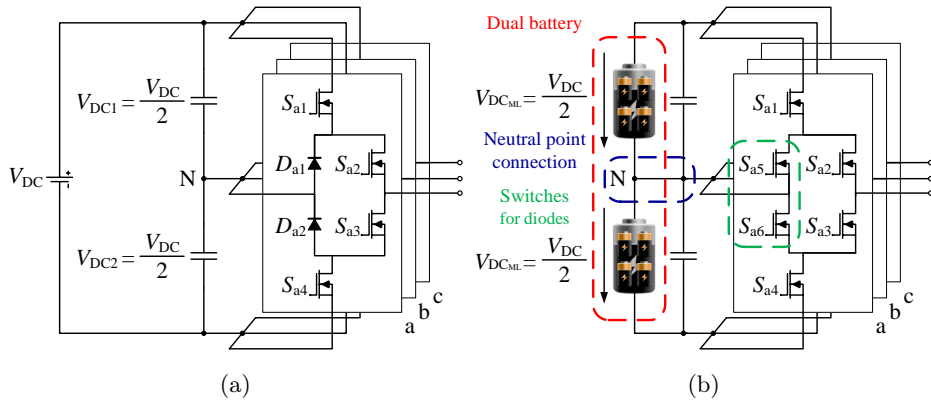 V_DC1 = V_DC/2
S_a1
D_a1
S_a2
V_DC
N
D_a2
S_a3
V_DC2 = V_DC/2
S_a4
c
b
a
(a)
Dual battery
V_DC_ML = V_DC/2
S_a1
Neutral point
connection
S_a5
S_a2
N
Switches
for diodes
S_a6
S_a3
V_DC_ML = V_DC/2
S_a4
c
b
a
(b)